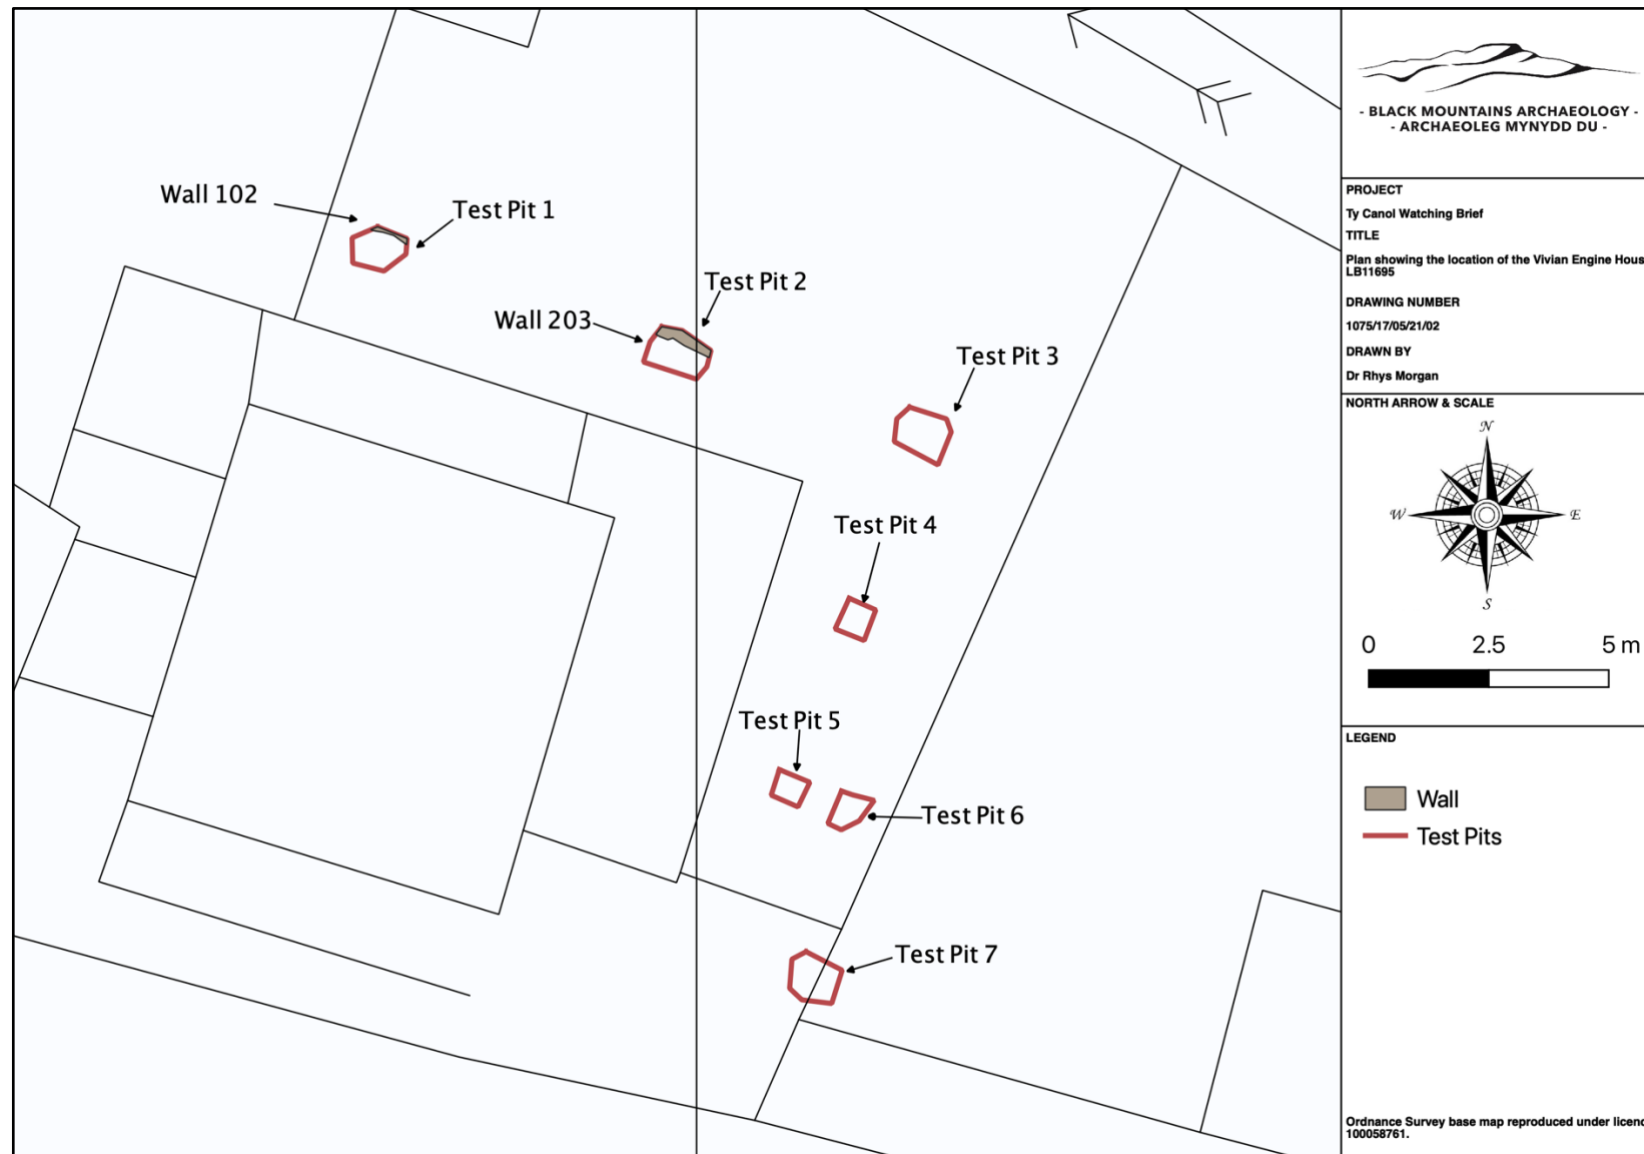 Wall 102
Test Pit 1
Test Pit 2
Wall 203
Test Pit 3
Test Pit 4
Test Pit 5
Test Pit 6
Test Pit 7
- BLACK MOUNTAINS ARCHAEOLOGY -
- ARCHAEOLEG MYNYDD DU -
PROJECT
Ty Canol Watching Brief
TITLE
Plan showing the location of the Vivian Engine Hous
LB11695
DRAWING NUMBER
1075/17/05/21/02
DRAWN BY
Dr Rhys Morgan
NORTH ARROW & SCALE
N
W E
S
0 2.5 5 m
LEGEND
Wall
Test Pits
Ordnance Survey base map reproduced under licenc
100058761.